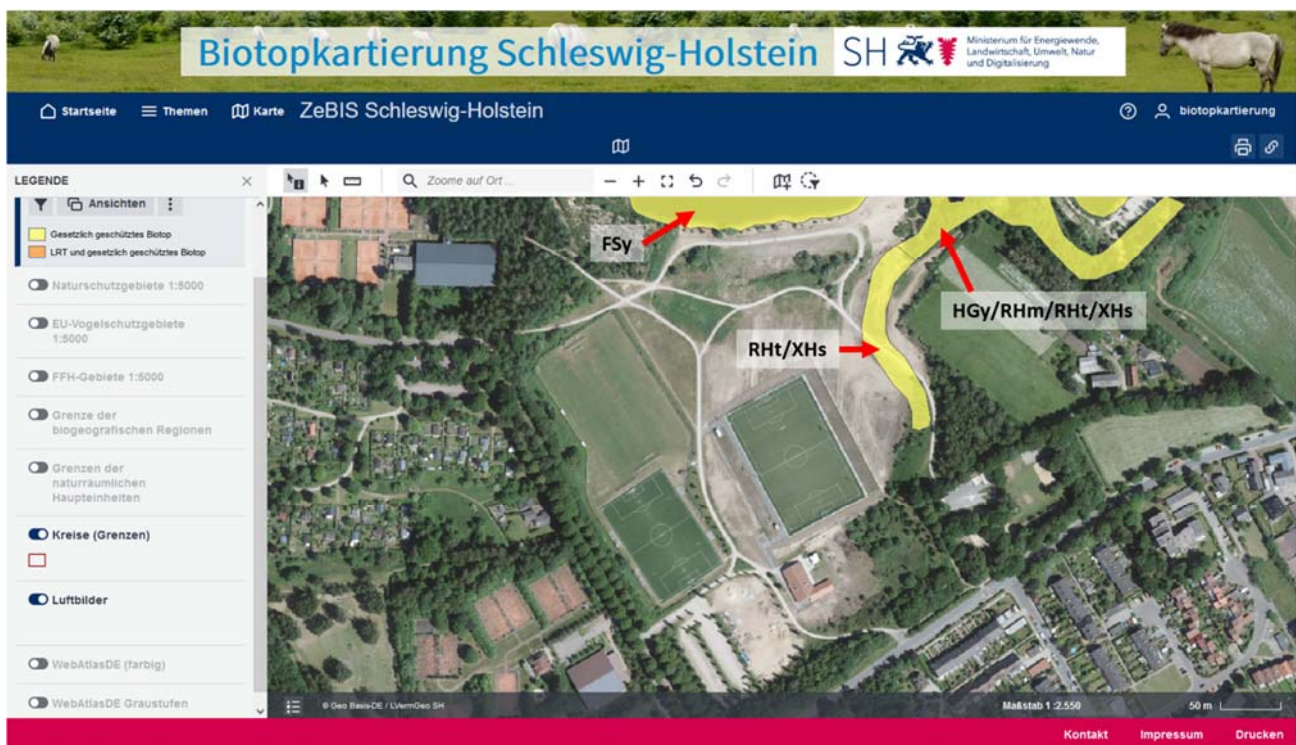 Biotopkartierung Schleswig-Holstein
SH
Ministerium für Energiewende,
Landwirtschaft, Umwelt, Natur
und Digitalisierung
Startseite
Themen
Karte
ZeBIS Schleswig-Holstein
biotopkartierung
LEGENDE
Zoome auf Ort ...
Ansichten
Gesetzlich geschütztes Biotop
LRT und gesetzlich geschütztes Biotop
Naturschutzgebiete 1:5000
EU-Vogelschutzgebiete
1:5000
FFH-Gebiete 1:5000
Grenze der
biogeografischen Regionen
Grenzen der
naturräumlichen
Haupteinheiten
Kreise (Grenzen)
Luftbilder
WebAtlasDE (farbig)
WebAtlasDE Graustufen
FSy
HGy/RHm/RHt/XHs
RHt/XHs
© Geo Basis-DE / LVermGeo SH
Maßstab 1:2.550
50 m
Kontakt
Impressum
Drucken